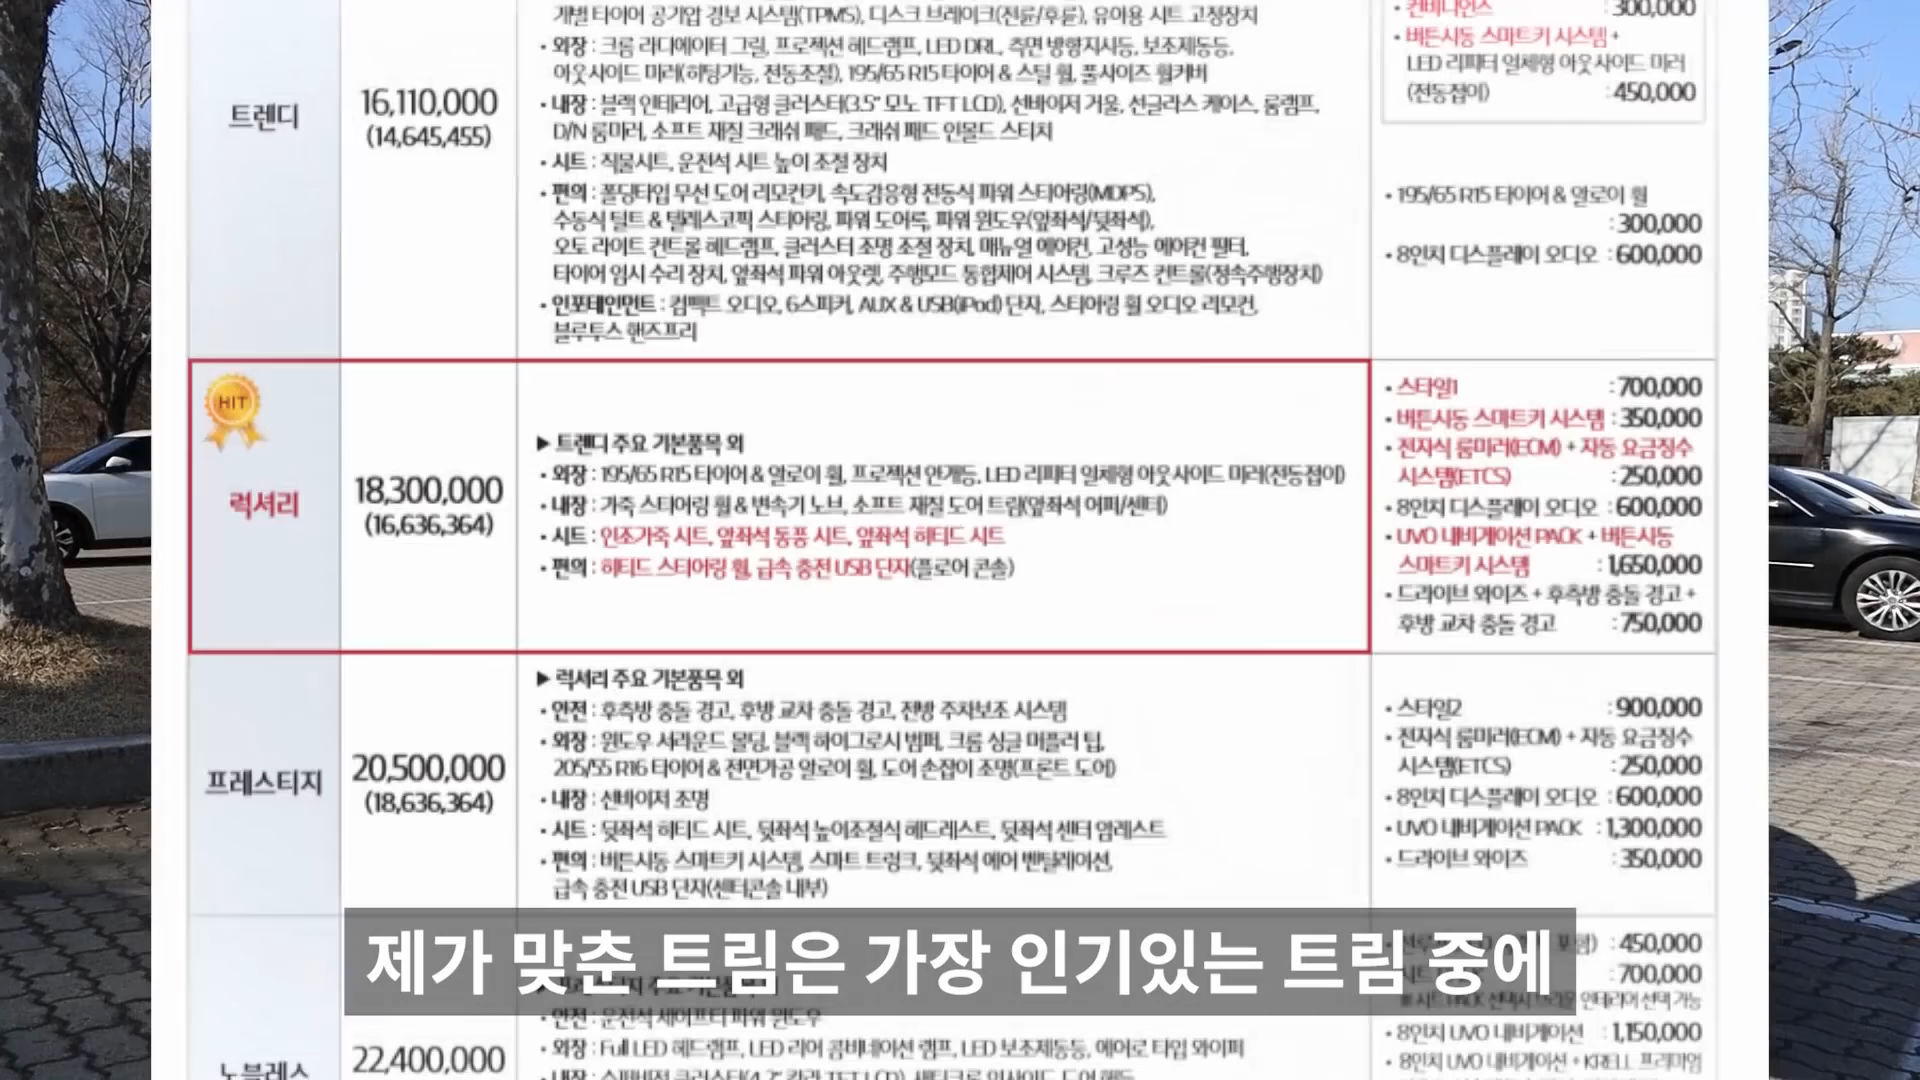 개별 타이어 공기압 경보 시스템(TPMS), 디스크 브레이크(전륜/후륜), 유아용 시트 고정장치
• 외장 : 크롬 라디에이터 그릴, 프로젝션 헤드램프, LED DRL, 측면 방향지시등, 보조제동등,
아웃사이드 미러(히팅기능, 전동조절), 195/65 R15 타이어 & 스틸 휠, 풀사이즈 휠커버
트렌디
16,110,000
(14,645,455)
• 내장 : 블랙 인테리어, 고급형 클러스터(3.5" 모노 TFT LCD), 선바이저 거울, 선글라스 케이스, 룸램프,
D/N 룸미러, 소프트 재질 크래쉬 패드, 크래쉬 패드 인몰드 스티치
• 시트 : 직물시트, 운전석 시트 높이 조절 장치
• 편의 : 폴딩타입 무선 도어 리모컨키, 속도감응형 전동식 파워 스티어링(MDPS),
수동식 틸트 & 텔레스코픽 스티어링, 파워 도어록, 파워 윈도우(앞좌석/뒷좌석),
오토 라이트 컨트롤 헤드램프, 클러스터 조명 조절 장치, 매뉴얼 에어컨, 고성능 에어컨 필터,
타이어 임시 수리 장치, 앞좌석 파워 아웃렛, 주행모드 통합제어 시스템, 크루즈 컨트롤(정속주행장치)
• 인포테인먼트 : 컴팩트 오디오, 6스피커, AUX & USB(iPod) 단자, 스티어링 휠 오디오 리모컨,
블루투스 핸즈프리
• 컨비니언스 : 300,000
• 버튼시동 스마트키 시스템 +
LED 리피터 일체형 아웃사이드 미러
(전동접이) : 450,000
• 195/65 R15 타이어 & 알로이 휠
: 300,000
• 8인치 디스플레이 오디오 : 600,000
HIT
럭셔리
18,300,000
(16,636,364)
▶ 트렌디 주요 기본품목 외
• 외장 : 195/65 R15 타이어 & 알로이 휠, 프로젝션 안개등, LED 리피터 일체형 아웃사이드 미러(전동접이)
• 내장 : 가죽 스티어링 휠 & 변속기 노브, 소프트 재질 도어 트림(앞좌석 어퍼/센터)
• 시트 : 인조가죽 시트, 앞좌석 통풍 시트, 앞좌석 히티드 시트
• 편의 : 히티드 스티어링 휠, 급속 충전 USB 단자(플로어 콘솔)
• 스타일1 : 700,000
• 버튼시동 스마트키 시스템 : 350,000
• 전자식 룸미러(ECM) + 자동 요금징수
시스템(ETCS) : 250,000
• 8인치 디스플레이 오디오 : 600,000
• UVO 내비게이션 PACK + 버튼시동
스마트키 시스템 : 1,650,000
• 드라이브 와이즈 + 후측방 충돌 경고 +
후방 교차 충돌 경고 : 750,000
프레스티지
20,500,000
(18,636,364)
▶ 럭셔리 주요 기본품목 외
• 안전 : 후측방 충돌 경고, 후방 교차 충돌 경고, 전방 주차보조 시스템
• 외장 : 윈도우 서라운드 몰딩, 블랙 하이그로시 범퍼, 크롬 싱글 머플러 팁,
205/55 R16 타이어 & 전면가공 알로이 휠, 도어 손잡이 조명(프론트 도어)
• 내장 : 선바이저 조명
• 시트 : 뒷좌석 히티드 시트, 뒷좌석 높이조절식 헤드레스트, 뒷좌석 센터 암레스트
• 편의 : 버튼시동 스마트키 시스템, 스마트 트렁크, 뒷좌석 에어 벤틸레이션,
급속 충전 USB 단자(센터콘솔 내부)
• 스타일2 : 900,000
• 전자식 룸미러(ECM) + 자동 요금징수
시스템(ETCS) : 250,000
• 8인치 디스플레이 오디오 : 600,000
• UVO 내비게이션 PACK : 1,300,000
• 드라이브 와이즈 : 350,000
제가 맞춘 트림은 가장 인기있는 트림 중에
노블레스
22,400,000
• 안전 : 운전석 세이프티 파워 윈도우
• 외장 : Full LED 헤드램프, LED 리어 콤비네이션 램프, LED 보조제동등, 에어로 타입 와이퍼
• 내장 : 슈퍼비전 클러스터(4.2" 칼라 TFT LCD)
: 450,000
: 700,000
• 8인치 UVO 내비게이션 : 1,150,000
• 8인치 UVO 내비게이션 + KRELL 프리미엄